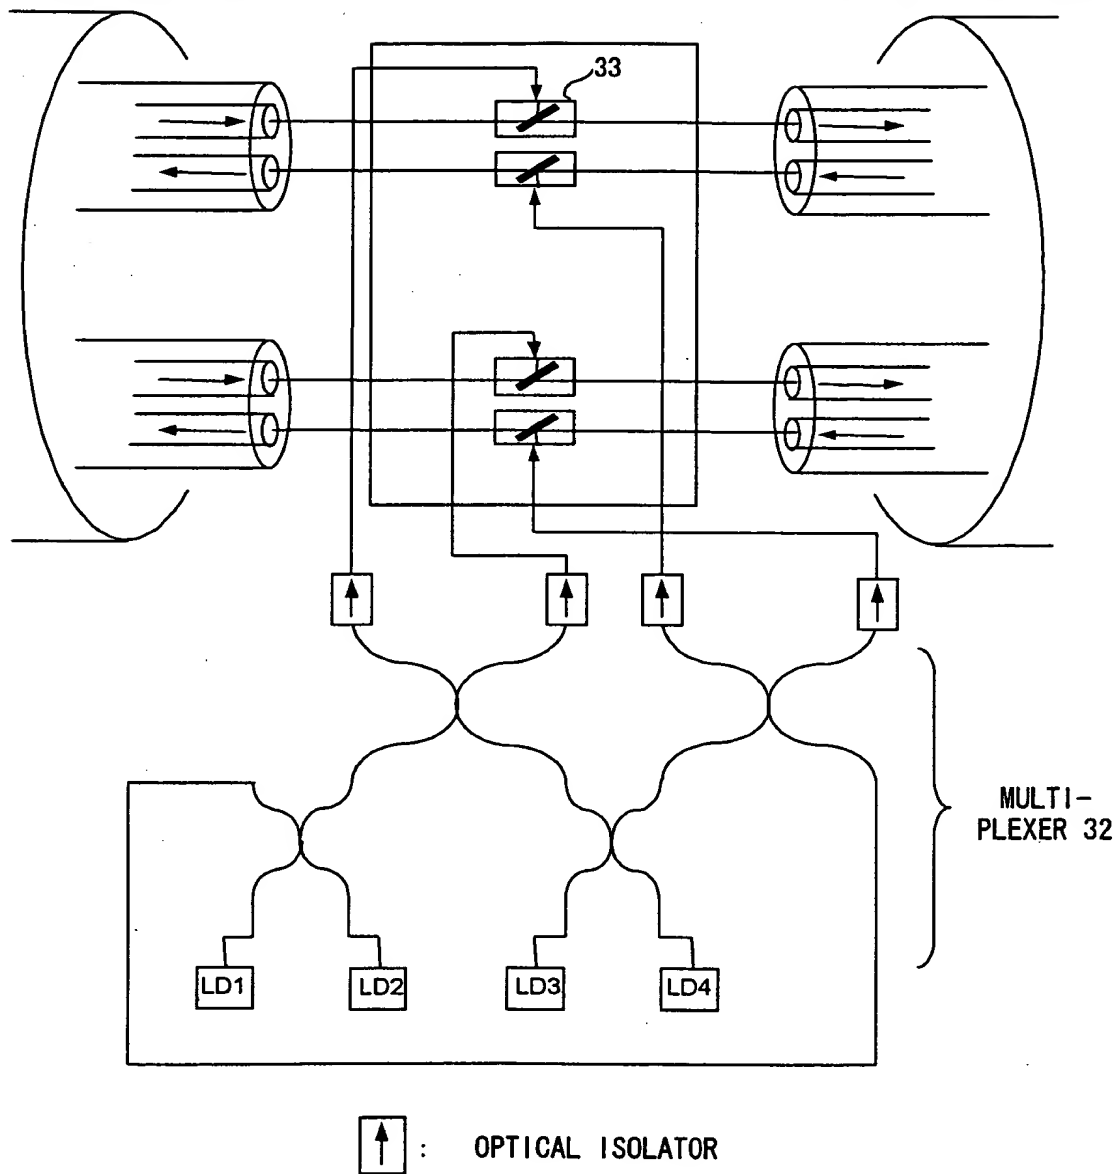 33
MULTI-
PLEXER 32
LD1
LD2
LD3
LD4
: OPTICAL ISOLATOR